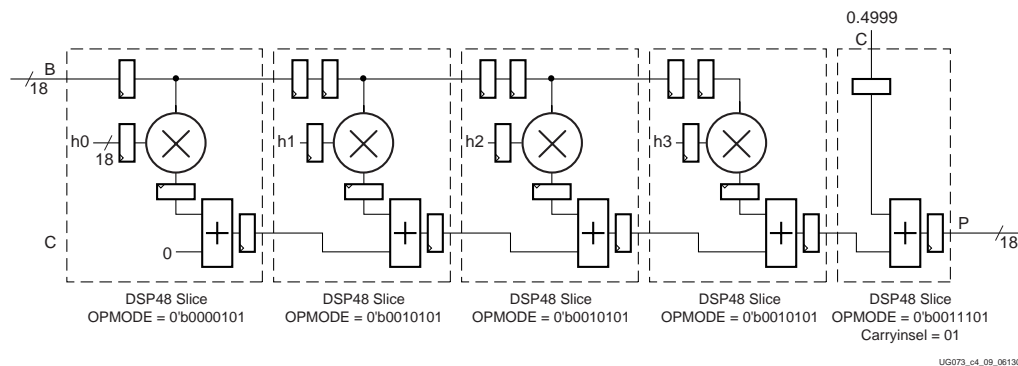 0.4999
C
B
18
h0
18
h1
h2
h3
C
0
P
18
DSP48 Slice
OPMODE = 0'b0000101
DSP48 Slice
OPMODE = 0'b0010101
DSP48 Slice
OPMODE = 0'b0010101
DSP48 Slice
OPMODE = 0'b0010101
DSP48 Slice
OPMODE = 0'b0011101
Carryinsel = 01